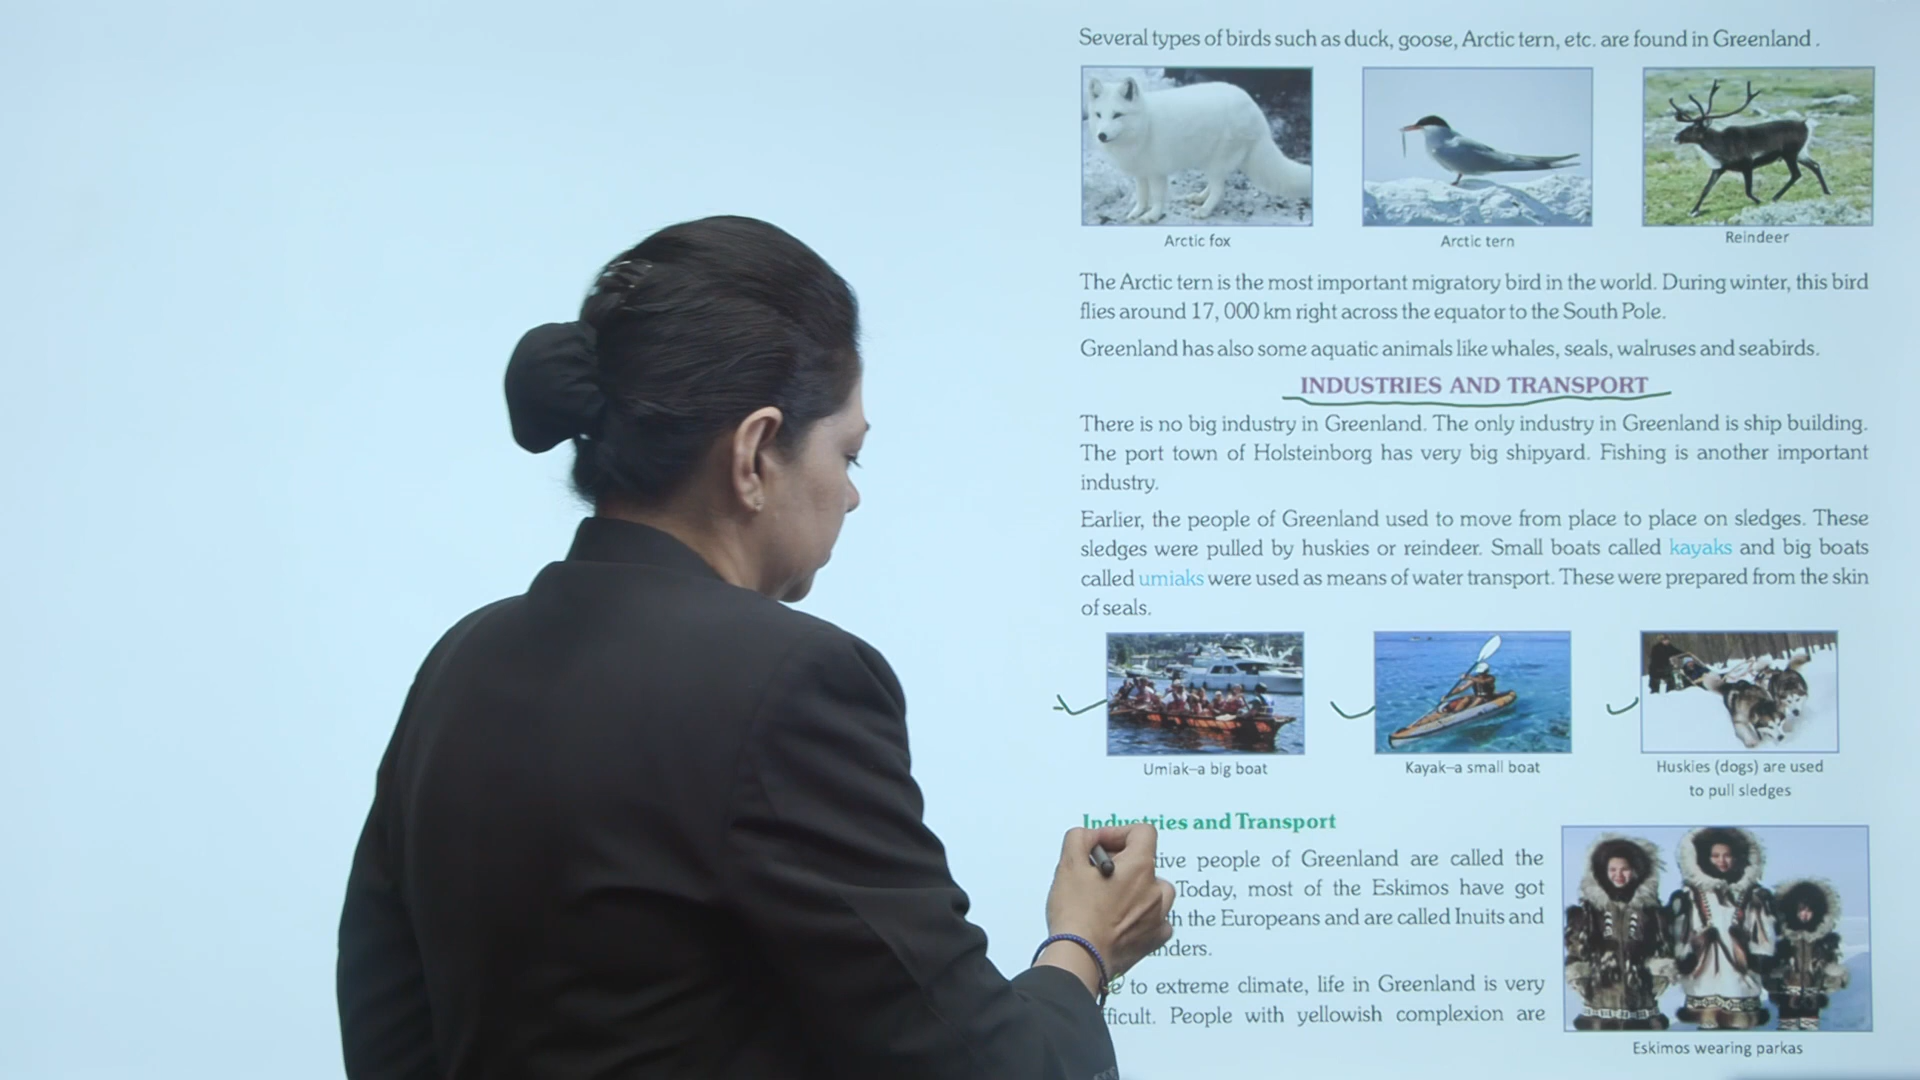 Several types of birds such as duck, goose, Arctic tern, etc. are found in Greenland .
Arctic fox
Arctic tern
Reindeer
The Arctic tern is the most important migratory bird in the world. During winter, this bird
flies around 17, 000 km right across the equator to the South Pole.
Greenland has also some aquatic animals like whales, seals, walruses and seabirds.
INDUSTRIES AND TRANSPORT
There is no big industry in Greenland. The only industry in Greenland is ship building.
The port town of Holsteinborg has very big shipyard. Fishing is another important
industry.
Earlier, the people of Greenland used to move from place to place on sledges. These
sledges were pulled by huskies or reindeer. Small boats called kayaks and big boats
called umiaks were used as means of water transport. These were prepared from the skin
of seals.
Umiak–a big boat
Kayak–a small boat
Huskies (dogs) are used
to pull sledges
Industries and Transport
people of Greenland are called the
Today, most of the Eskimos have got
the Europeans and are called Inuits and
to extreme climate, life in Greenland is very
People with yellowish complexion are
Eskimos wearing parkas